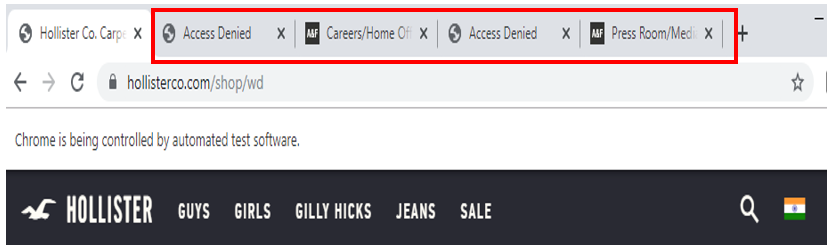 Hollister Co. Carpe Access Denied A&F Careers/Home Off Access Denied A&F Press Room/Medi
hollisterco.com/shop/wd
Chrome is being controlled by automated test software.
HOLLISTER GUYS GIRLS GILLY HICKS JEANS SALE